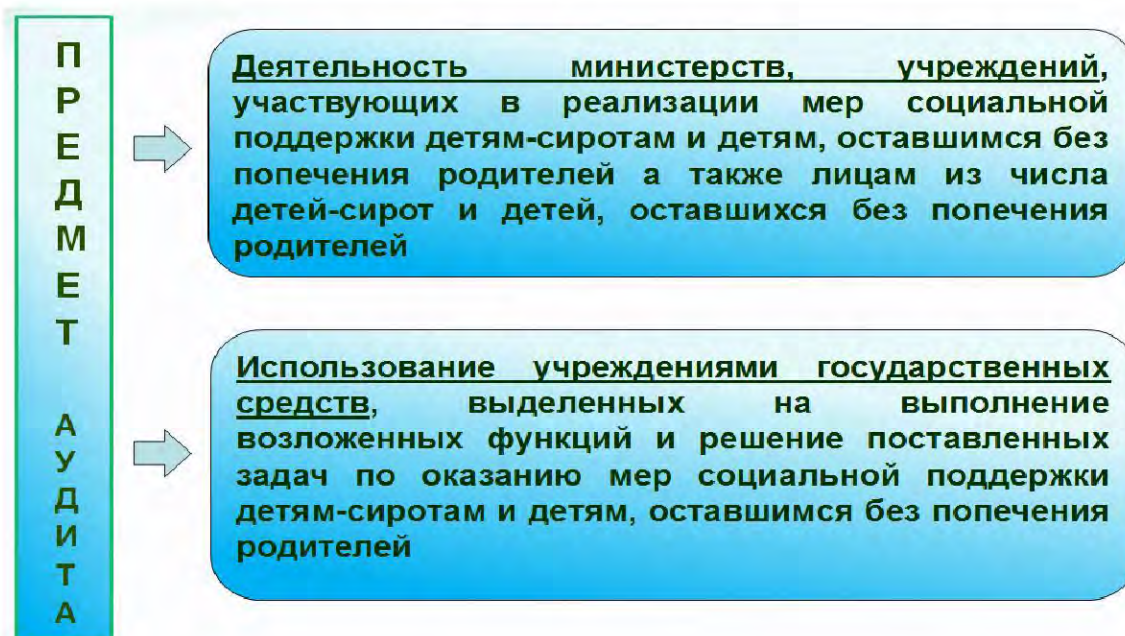 ПРЕДМЕТ АУДИТА
Деятельность министерств, учреждений,
участвующих в реализации мер социальной
поддержки детям-сиротам и детям, оставшимся без
попечения родителей а также лицам из числа
детей-сирот и детей, оставшихся без попечения
родителей
Использование учреждениями государственных
средств, выделенных на выполнение
возложенных функций и решение поставленных
задач по оказанию мер социальной поддержки
детям-сиротам и детям, оставшимся без попечения
родителей